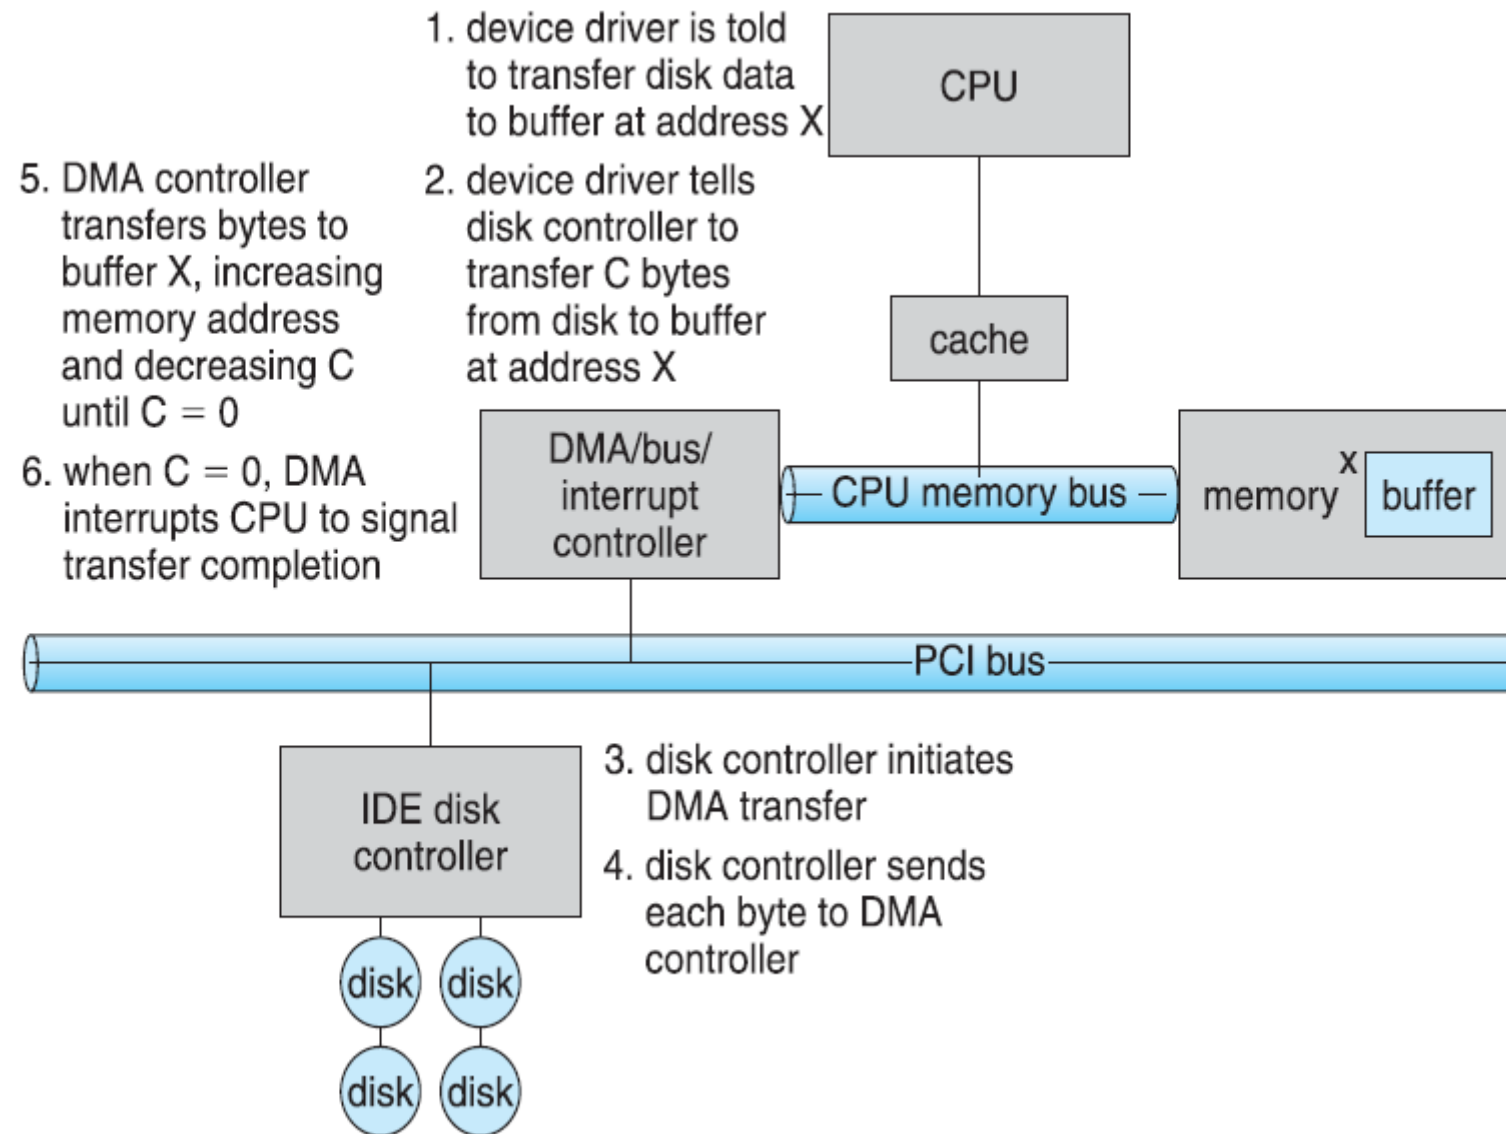 1. device driver is told
to transfer disk data
to buffer at address X
CPU
5. DMA controller
transfers bytes to
buffer X, increasing
memory address
and decreasing C
until C = 0
2. device driver tells
disk controller to
transfer C bytes
from disk to buffer
at address X
cache
6. when C = 0, DMA
interrupts CPU to signal
transfer completion
DMA/bus/
interrupt
controller
CPU memory bus
memory
x
buffer
PCI bus
IDE disk
controller
3. disk controller initiates
DMA transfer
4. disk controller sends
each byte to DMA
controller
disk
disk
disk
disk